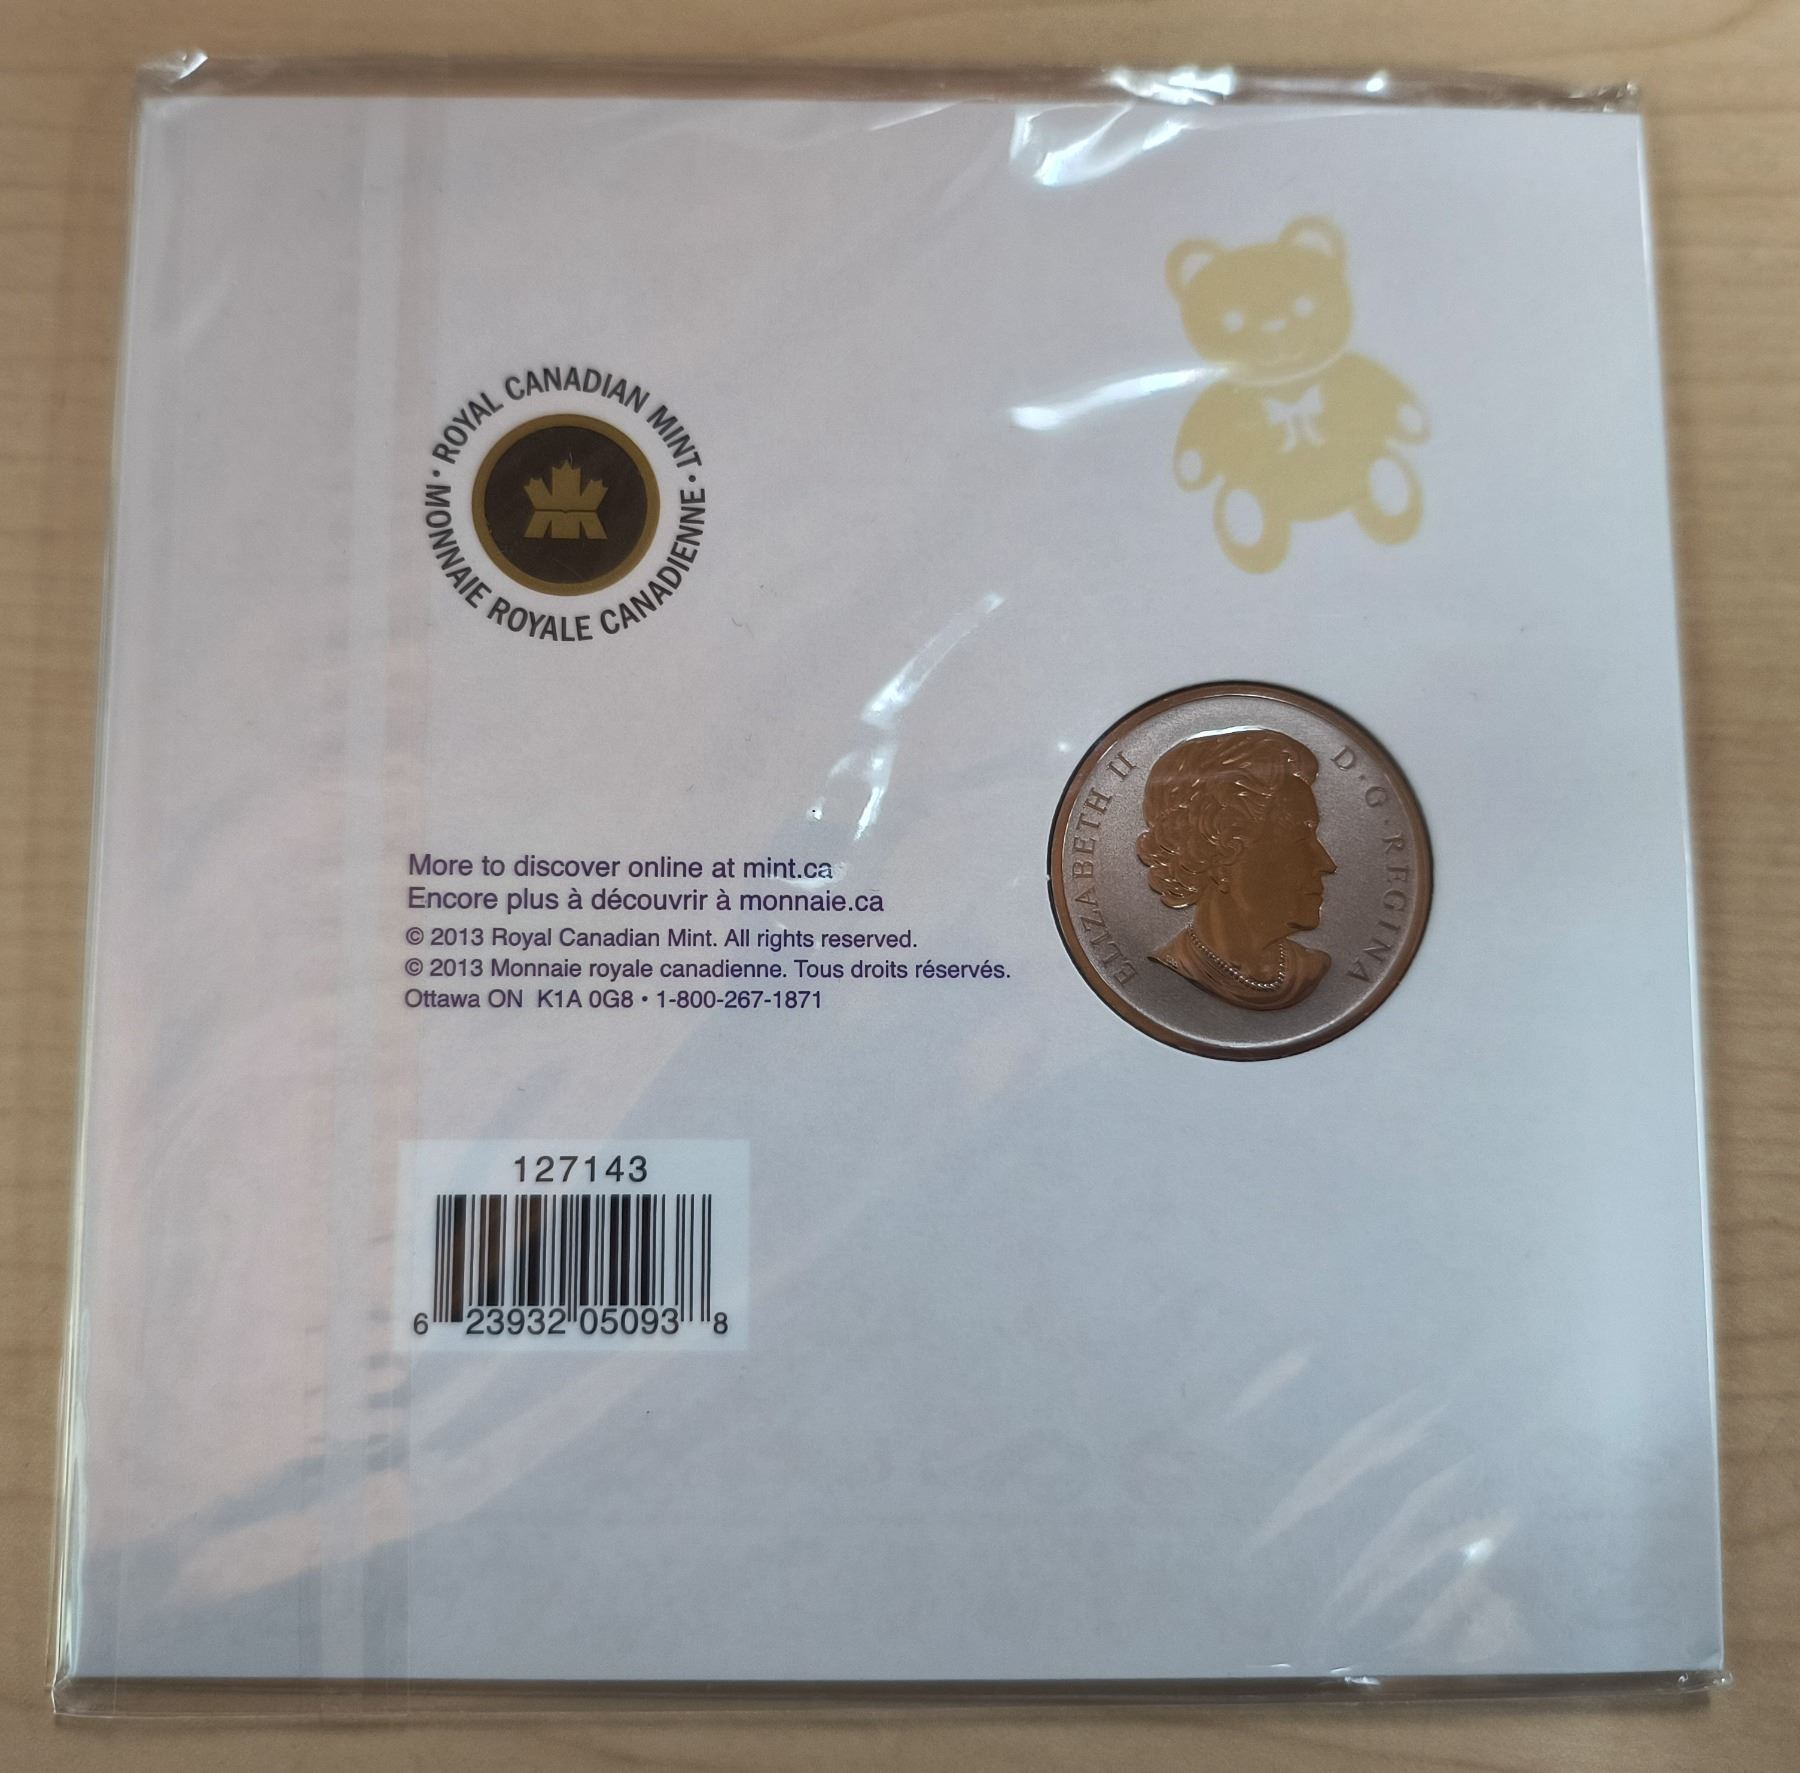 ROYAL CANADIAN MINT • MONNAIE ROYALE CANADIENNE •
ELIZABETH II D·G·REGINA
More to discover online at mint.ca
Encore plus à découvrir à monnaie.ca
© 2013 Royal Canadian Mint. All rights reserved.
© 2013 Monnaie royale canadienne. Tous droits réservés.
Ottawa ON K1A 0G8 • 1-800-267-1871
127143
6 23932 05093 8